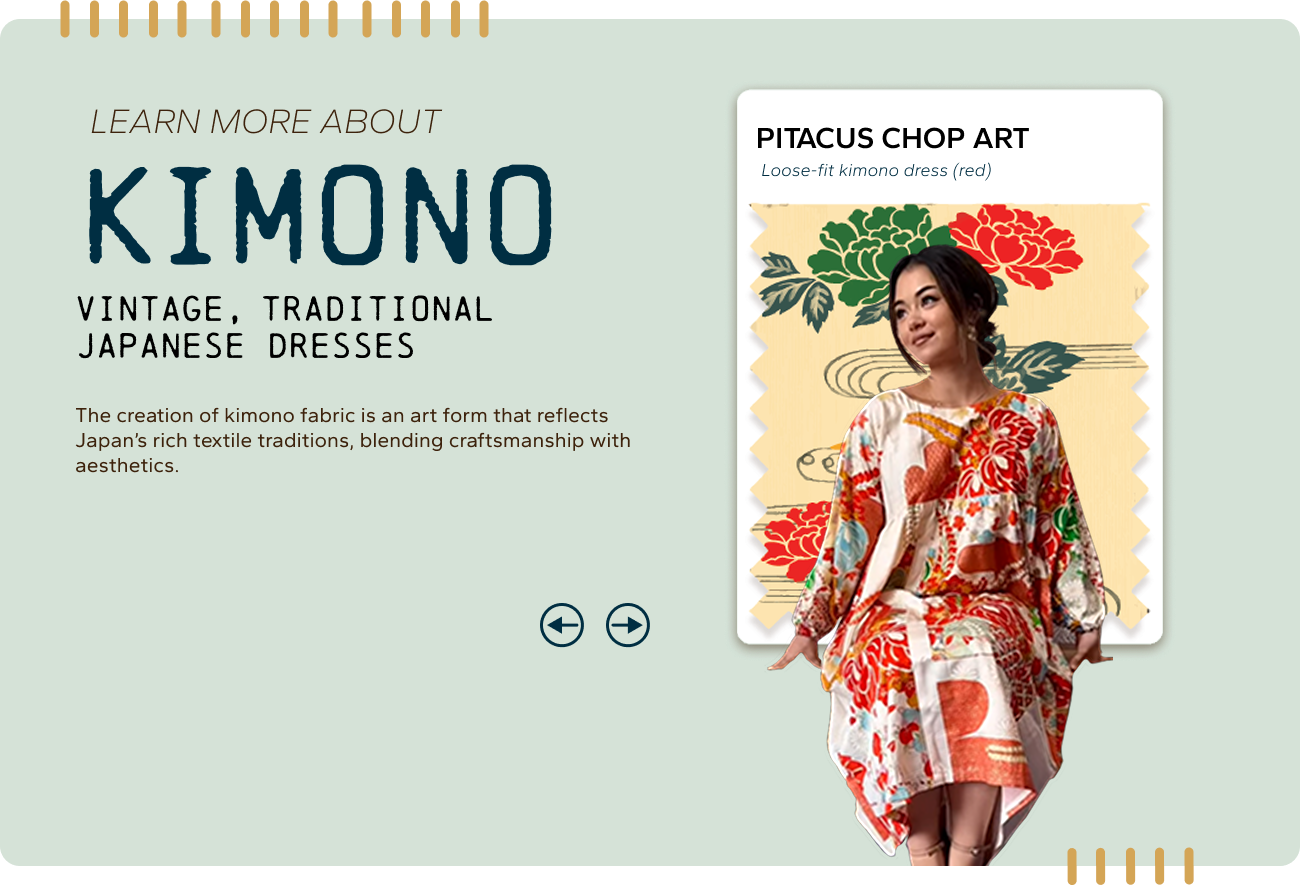 LEARN MORE ABOUT
KIMONO
VINTAGE, TRADITIONAL
JAPANESE DRESSES
The creation of kimono fabric is an art form that reflects
Japan’s rich textile traditions, blending craftsmanship with
aesthetics.
PITACUS CHOP ART
Loose-fit kimono dress (red)